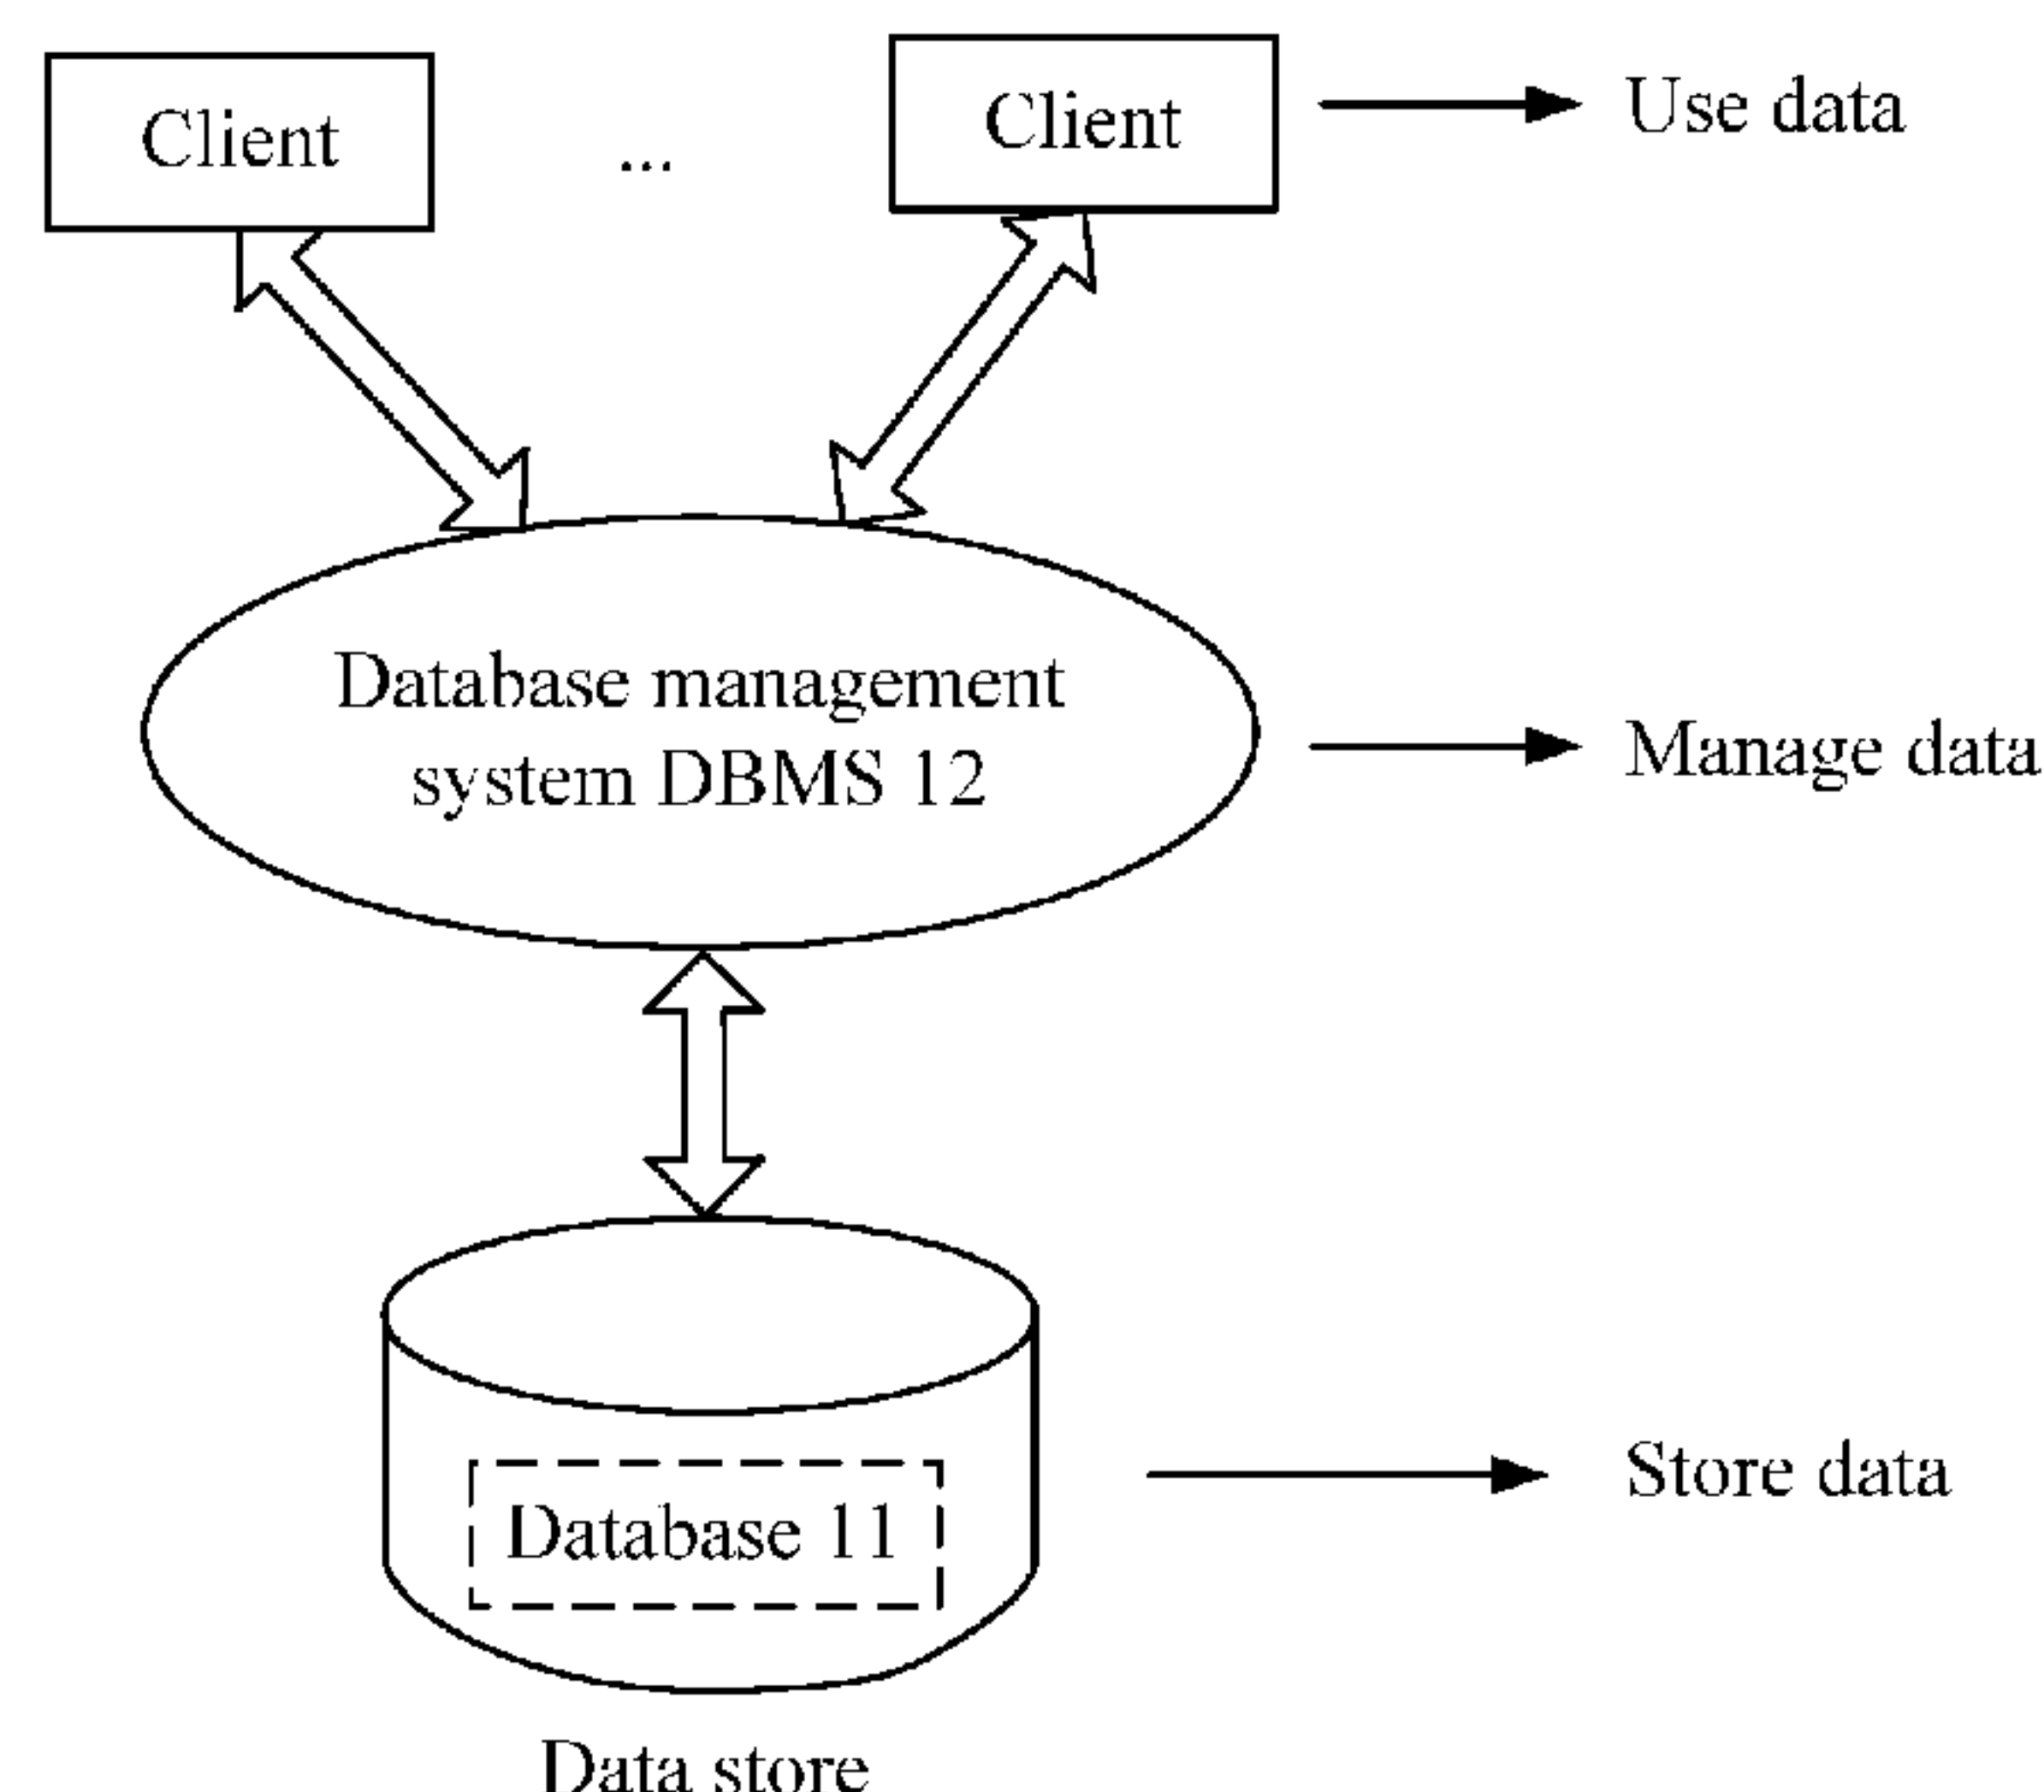 Client
...
Client
Use data
Database management
system DBMS 12
Manage data
Database 11
Store data
Data store